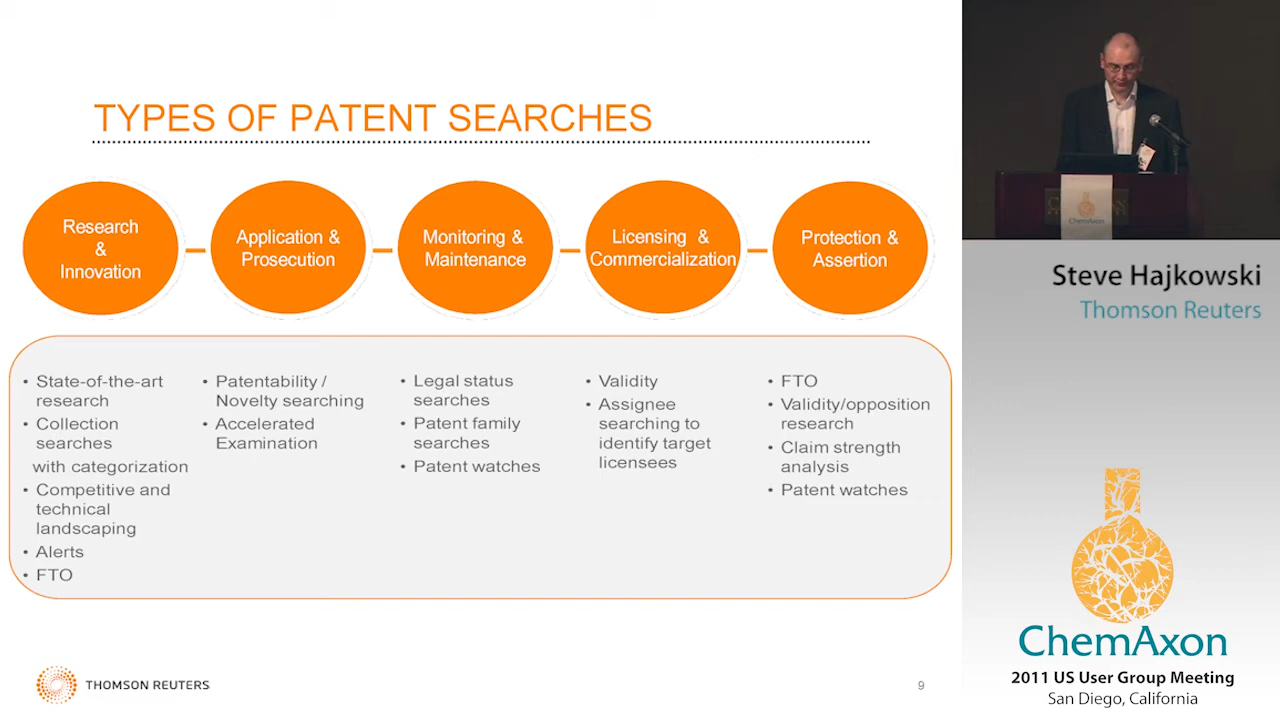 TYPES OF PATENT SEARCHES
Research
&
Innovation
Application &
Prosecution
Monitoring &
Maintenance
Licensing &
Commercialization
Protection &
Assertion
• State-of-the-art
research
• Collection
searches
with categorization
• Competitive and
technical
landscaping
• Alerts
• FTO
• Patentability /
Novelty searching
• Accelerated
Examination
• Legal status
searches
• Patent family
searches
• Patent watches
• Validity
• Assignee
searching to
identify target
licensees
• FTO
• Validity/opposition
research
• Claim strength
analysis
• Patent watches
THOMSON REUTERS
9
ChemAxon
Steve Hajkowski
Thomson Reuters
ChemAxon
2011 US User Group Meeting
San Diego, California